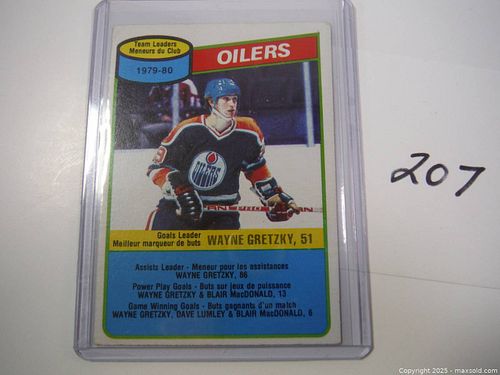 Team Leaders
Meneurs du Club
1979-80
OILERS
OILERS
Goals Leader
Meilleur marqueur de buts
WAYNE GRETZKY, 51
Assists Leader - Meneur pour les assistances
WAYNE GRETZKY, 86
Power Play Goals - Buts sur jeux de puissance
WAYNE GRETZKY & BLAIR MacDONALD, 13
Game Winning Goals - Buts gagnants d'un match
WAYNE GRETZKY, DAVE LUMLEY & BLAIR MacDONALD, 6
207
Copyright 2025 - maxsold.com